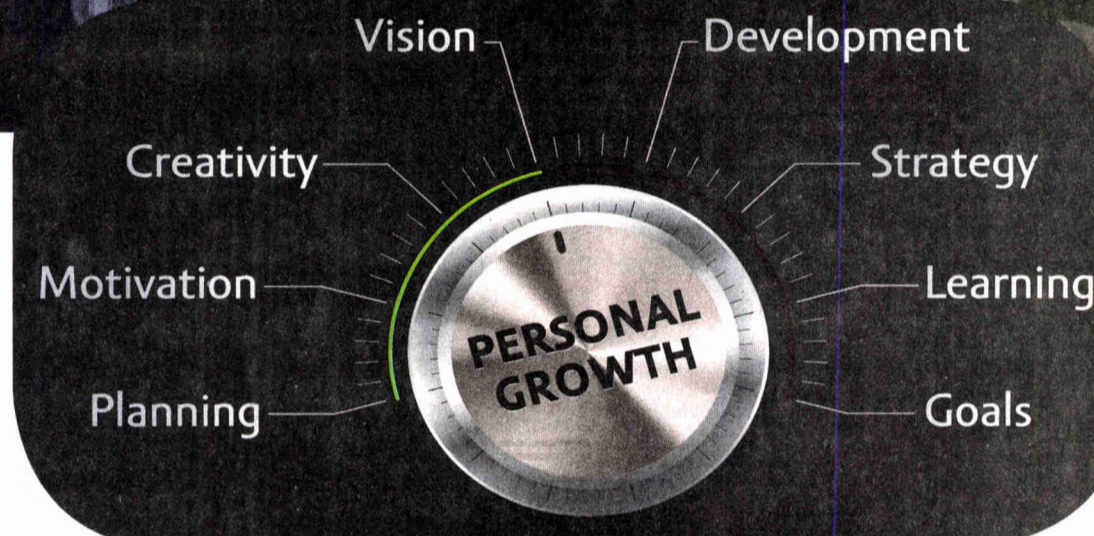 Vision
Development
Creativity
Strategy
Motivation
Learning
Planning
Goals
PERSONAL
GROWTH